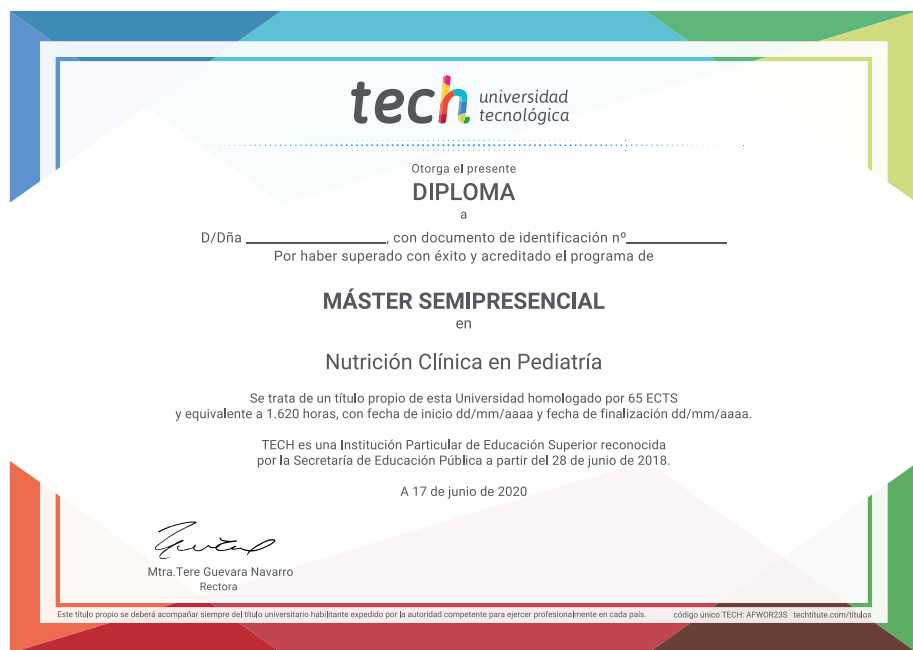 tech universidad
tecnológica
Otorga el presente
DIPLOMA
a
D/Dña ____________, con documento de identificación nº____________
Por haber superado con éxito y acreditado el programa de
MÁSTER SEMIPRESENCIAL
en
Nutrición Clínica en Pediatría
Se trata de un título propio de esta Universidad homologado por 65 ECTS
y equivalente a 1.620 horas, con fecha de inicio dd/mm/aaaa y fecha de finalización dd/mm/aaaa.
TECH es una Institución Particular de Educación Superior reconocida
por la Secretaría de Educación Pública a partir del 28 de junio de 2018.
A 17 de junio de 2020
Mtra.Tere Guevara Navarro
Rectora
Este título propio se deberá acompañar siempre del título universitario habilitante expedido por la autoridad competente para ejercer profesionalmente en cada país. código único TECH: AFWOR23S techtitute.com/titulos